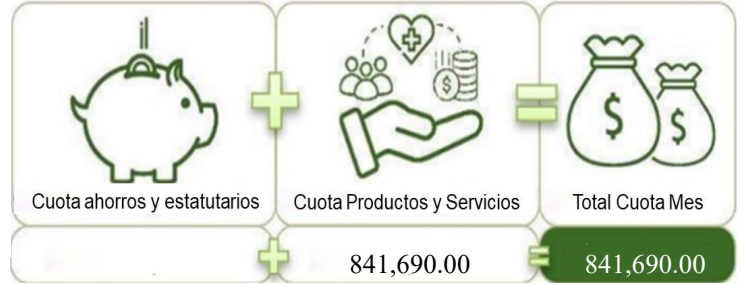 Cuota ahorros y estatutarios
Cuota Productos y Servicios
Total Cuota Mes
841,690.00
841,690.00